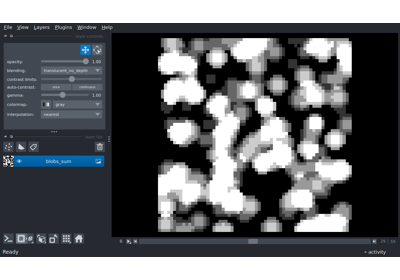 File View Layers Plugins Window Help
opacity: 1.00
blending: translucent_no_depth
contrast limits:
auto-contrast: once continuous
gamma: 1.00
colormap: gray
interpolation: nearest
blobs_sum
Ready
activity